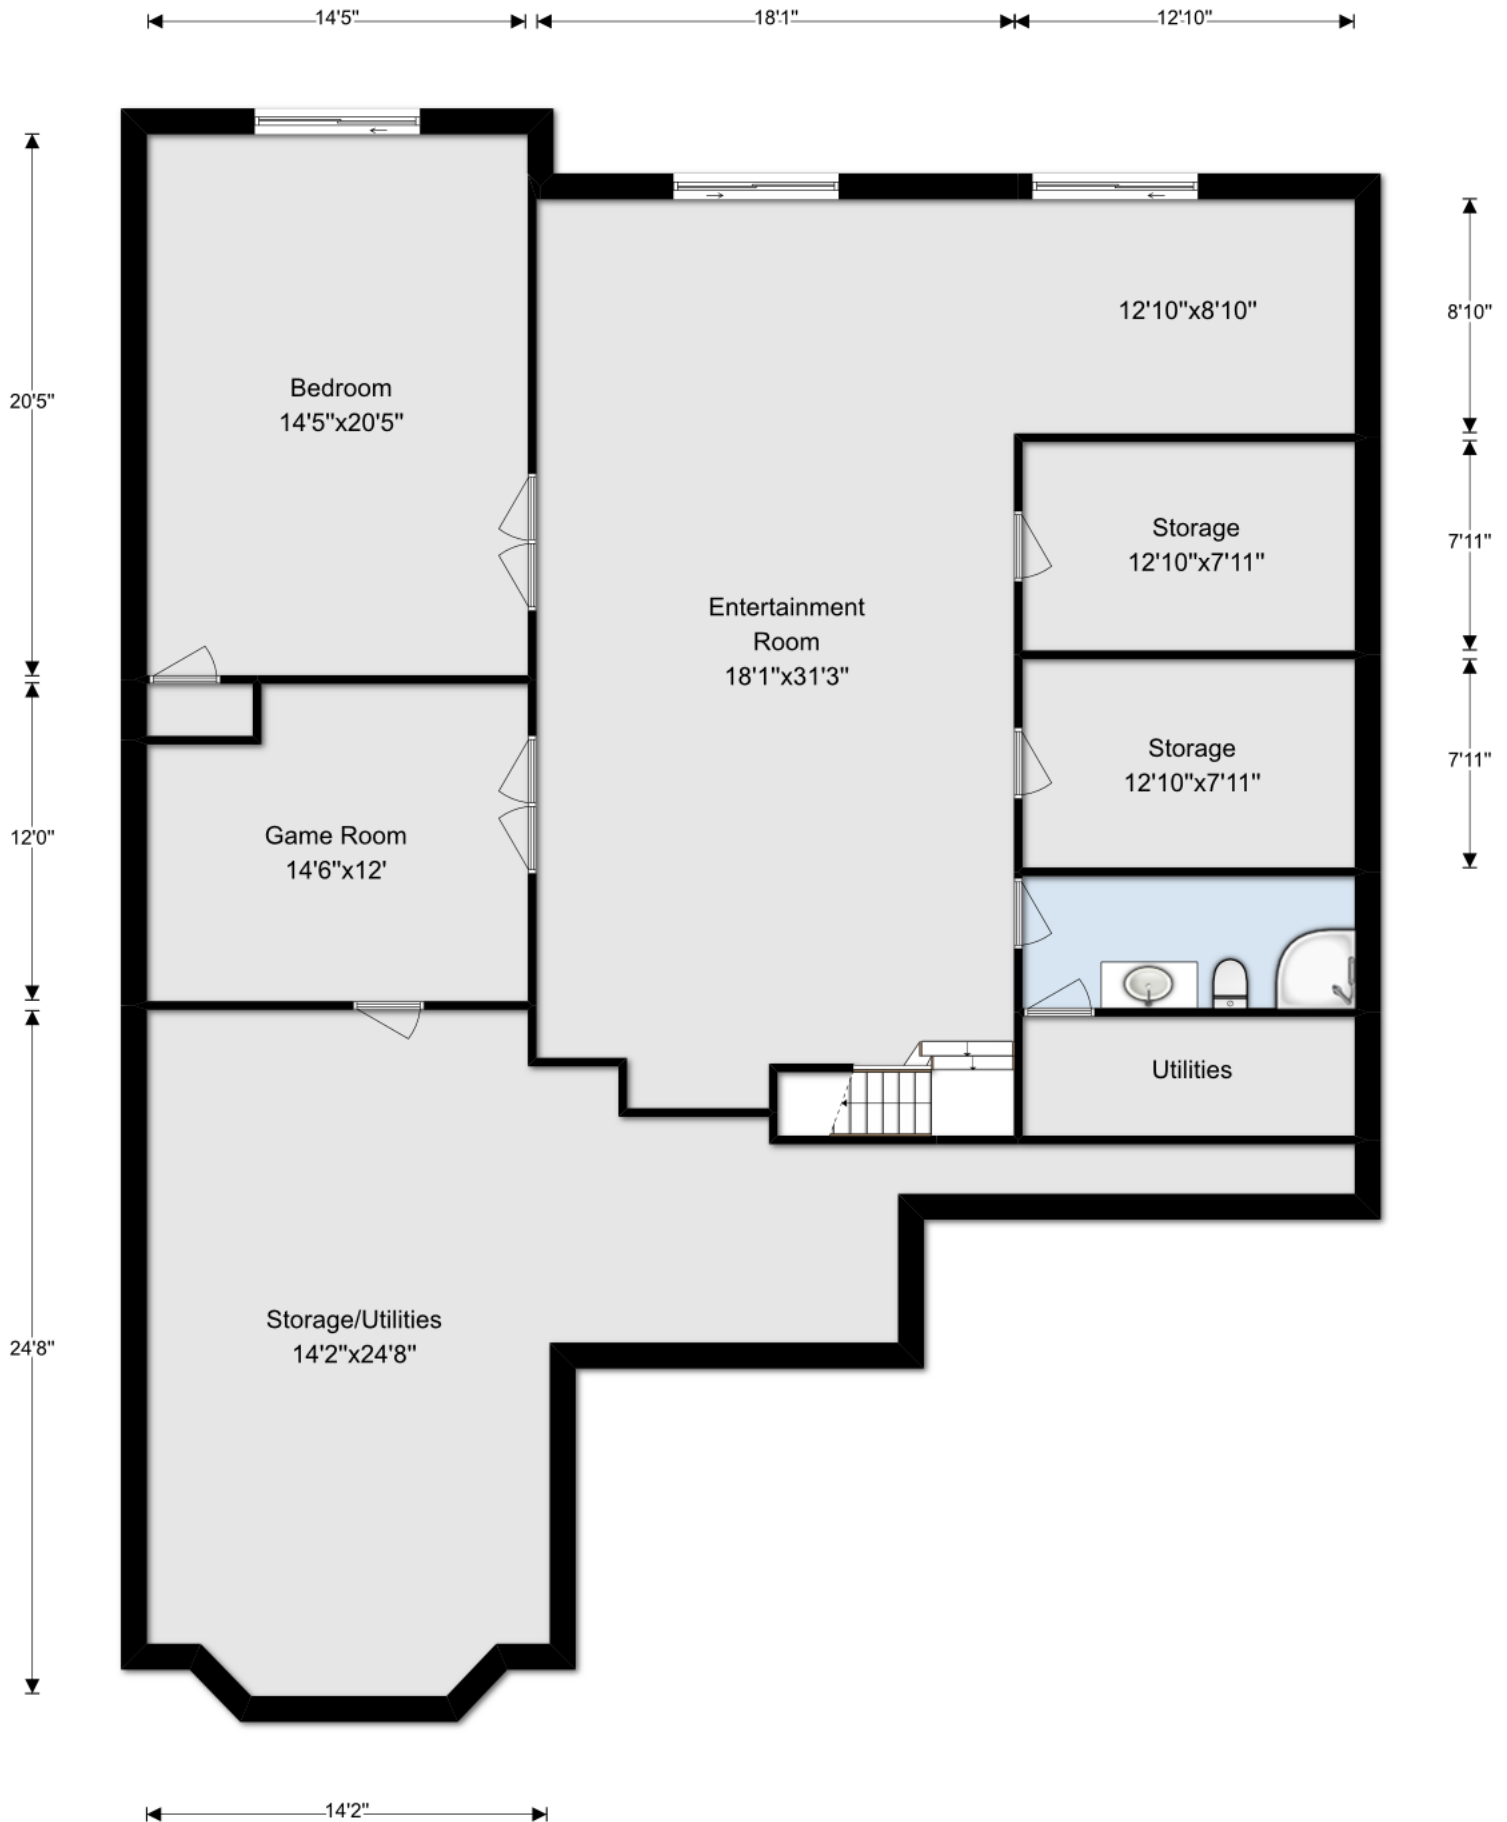 14'5"
18'1"
12'10"
12'10"x8'10"
8'10"
Bedroom
14'5"x20'5"
20'5"
Storage
12'10"x7'11"
7'11"
Entertainment
Room
18'1"x31'3"
Storage
12'10"x7'11"
7'11"
Game Room
14'6"x12'
12'0"
Utilities
Storage/Utilities
14'2"x24'8"
24'8"
14'2"